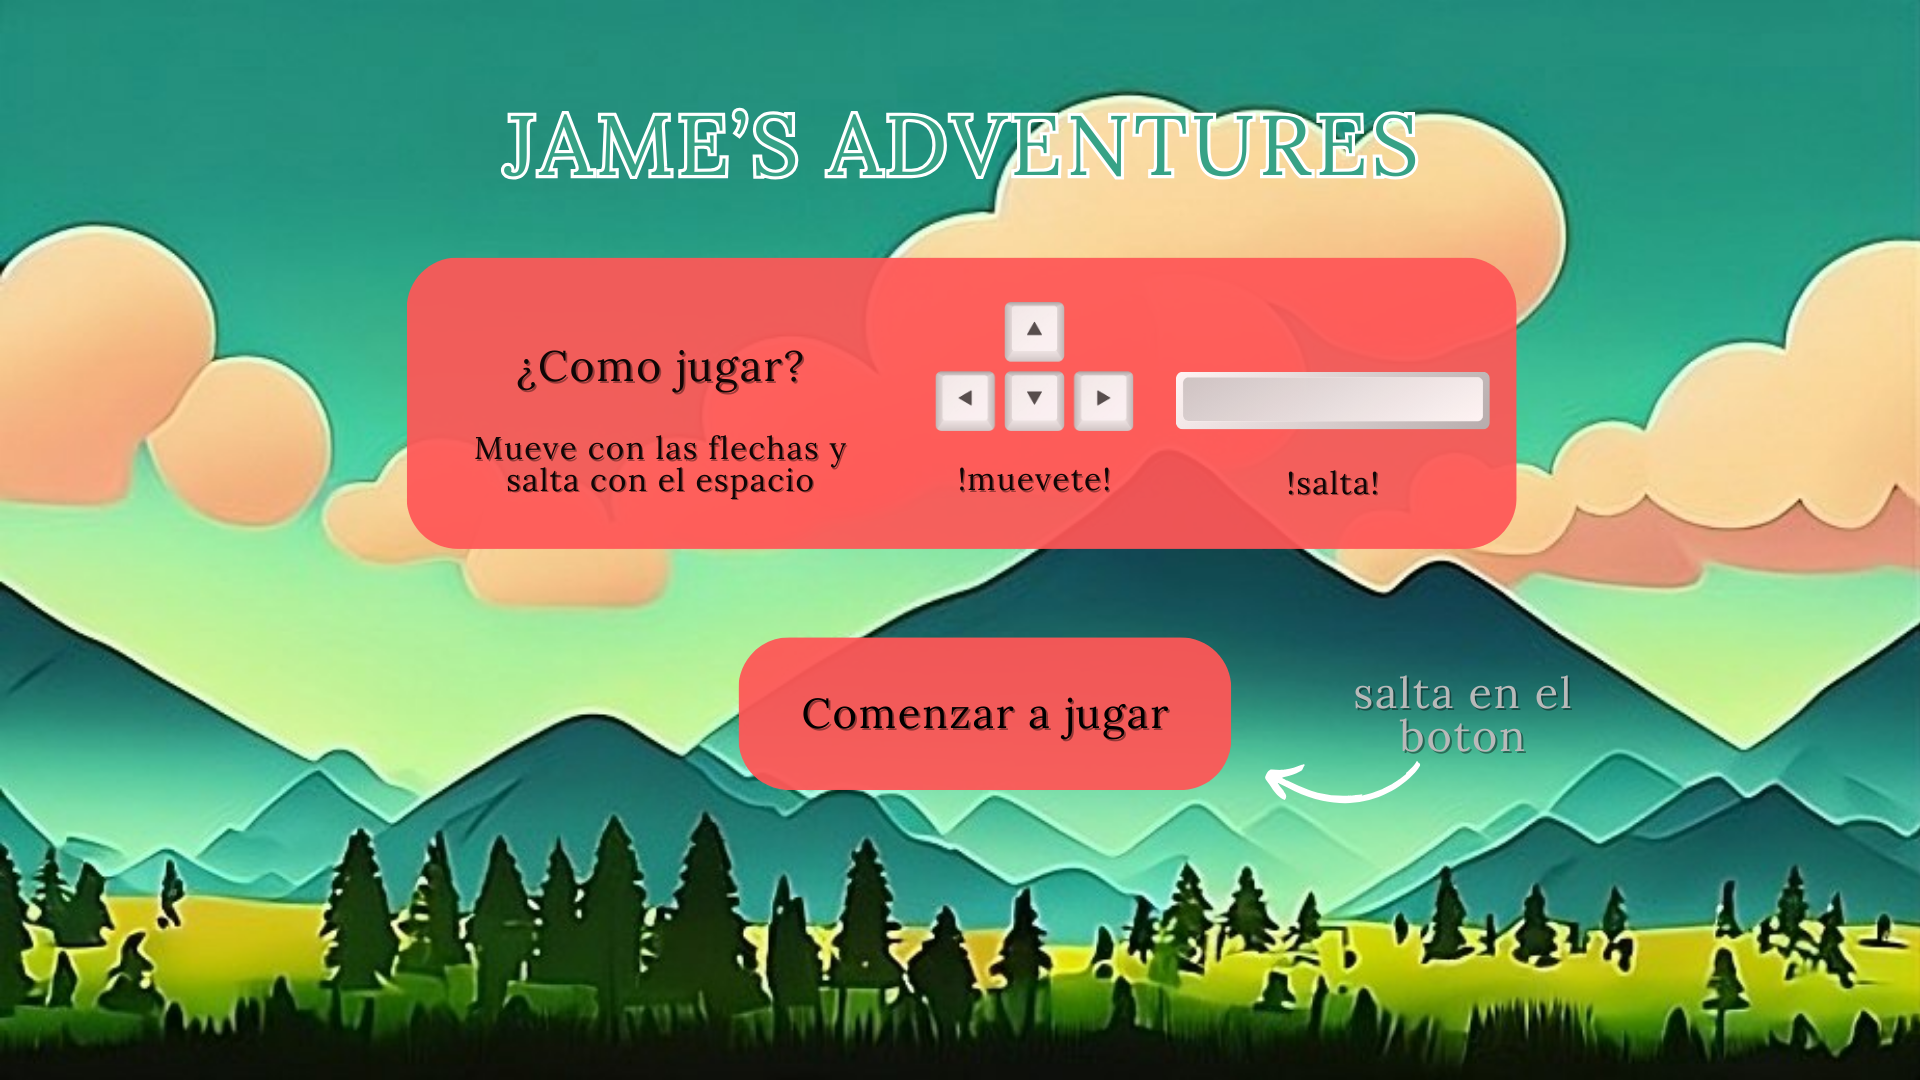 JAME’S ADVENTURES
¿Como jugar?
Mueve con las flechas y
salta con el espacio
!muevete!
!salta!
Comenzar a jugar
salta en el
boton